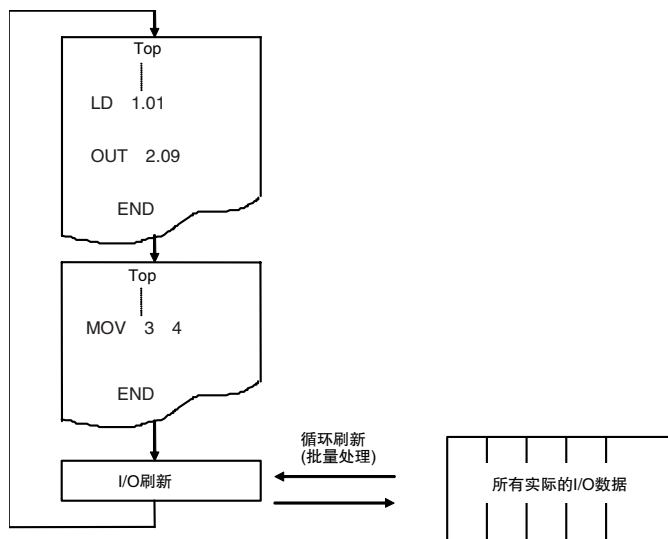 Top
LD 1.01
OUT 2.09
END
Top
MOV 3 4
END
I/O刷新
循环刷新
(批量处理)
所有实际的I/O数据